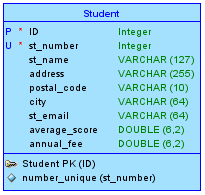 Student
P * ID Integer
U * st_number Integer
st_name VARCHAR (127)
address VARCHAR (255)
postal_code VARCHAR (10)
city VARCHAR (64)
st_email VARCHAR (64)
average_score DOUBLE (6,2)
annual_fee DOUBLE (6,2)
Student PK (ID)
number_unique (st_number)